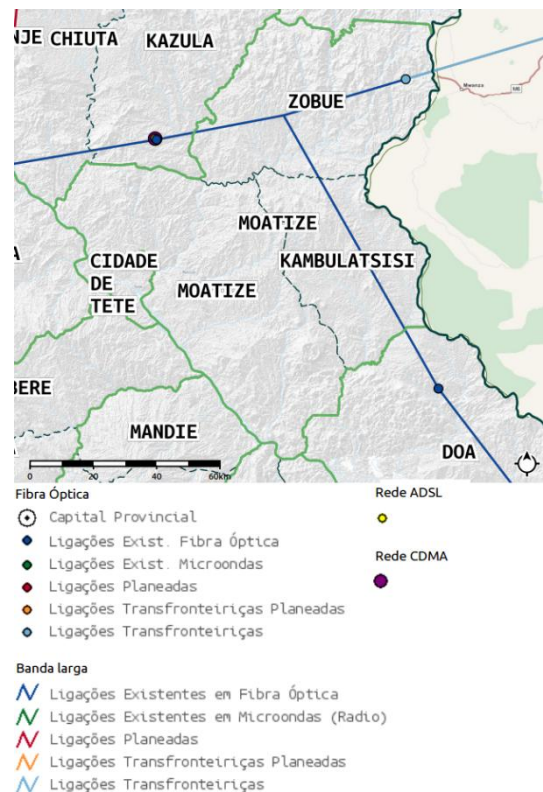 NJE CHIUTA KAZULA
Mwanza
M6
ZOBUE
MOATIZE
KAMBULATSISI
A
CIDADE
DE
TETE
MOATIZE
BERE
MANDIE
DOA
0 20 40 60km
Fibra Óptica
Capital Provincial
Ligações Exist. Fibra Óptica
Ligações Exist. Microondas
Ligações Planeadas
Ligações Transfronteiriças Planeadas
Ligações Transfronteiriças
Rede ADSL
Rede CDMA
Banda larga
Ligações Existentes em Fibra Óptica
Ligações Existentes em Microondas (Radio)
Ligações Planeadas
Ligações Transfronteiriças Planeadas
Ligações Transfronteiriças